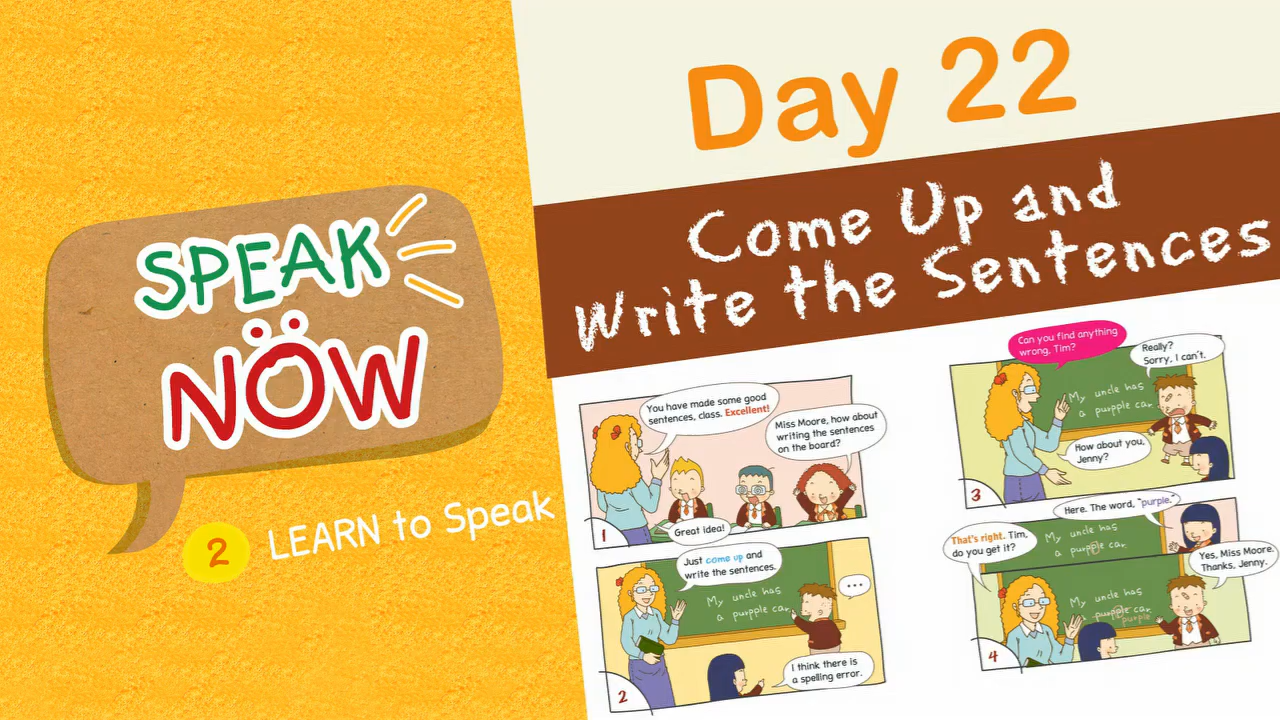 SPEAK
NÖW
2
LEARN to Speak
Day 22
Come Up and
Write the Sentences
You have made some good
sentences, class. Excellent!
Miss Moore, how about
writing the sentences
on the board?
Great idea!
1
Just come up and
write the sentences.
My uncle has
a purpple car.
...
I think there is
a spelling error.
2
Can you find anything
wrong, Tim?
Really?
Sorry, I can't.
My uncle has
a purpple car.
How about you,
Jenny?
3
Here. The word, "purple."
My uncle has
a purpple car.
That's right. Tim,
do you get it?
Yes, Miss Moore.
Thanks, Jenny.
My uncle has
a purpple car.
purple
4